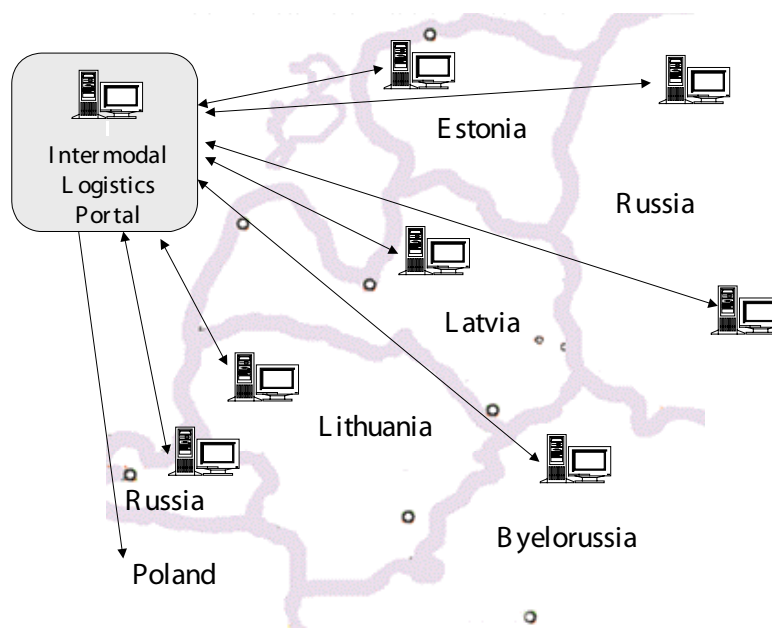 Intermodal
Logistics
Portal
Estonia
Russia
Latvia
Lithuania
Russia
Byelorussia
Poland